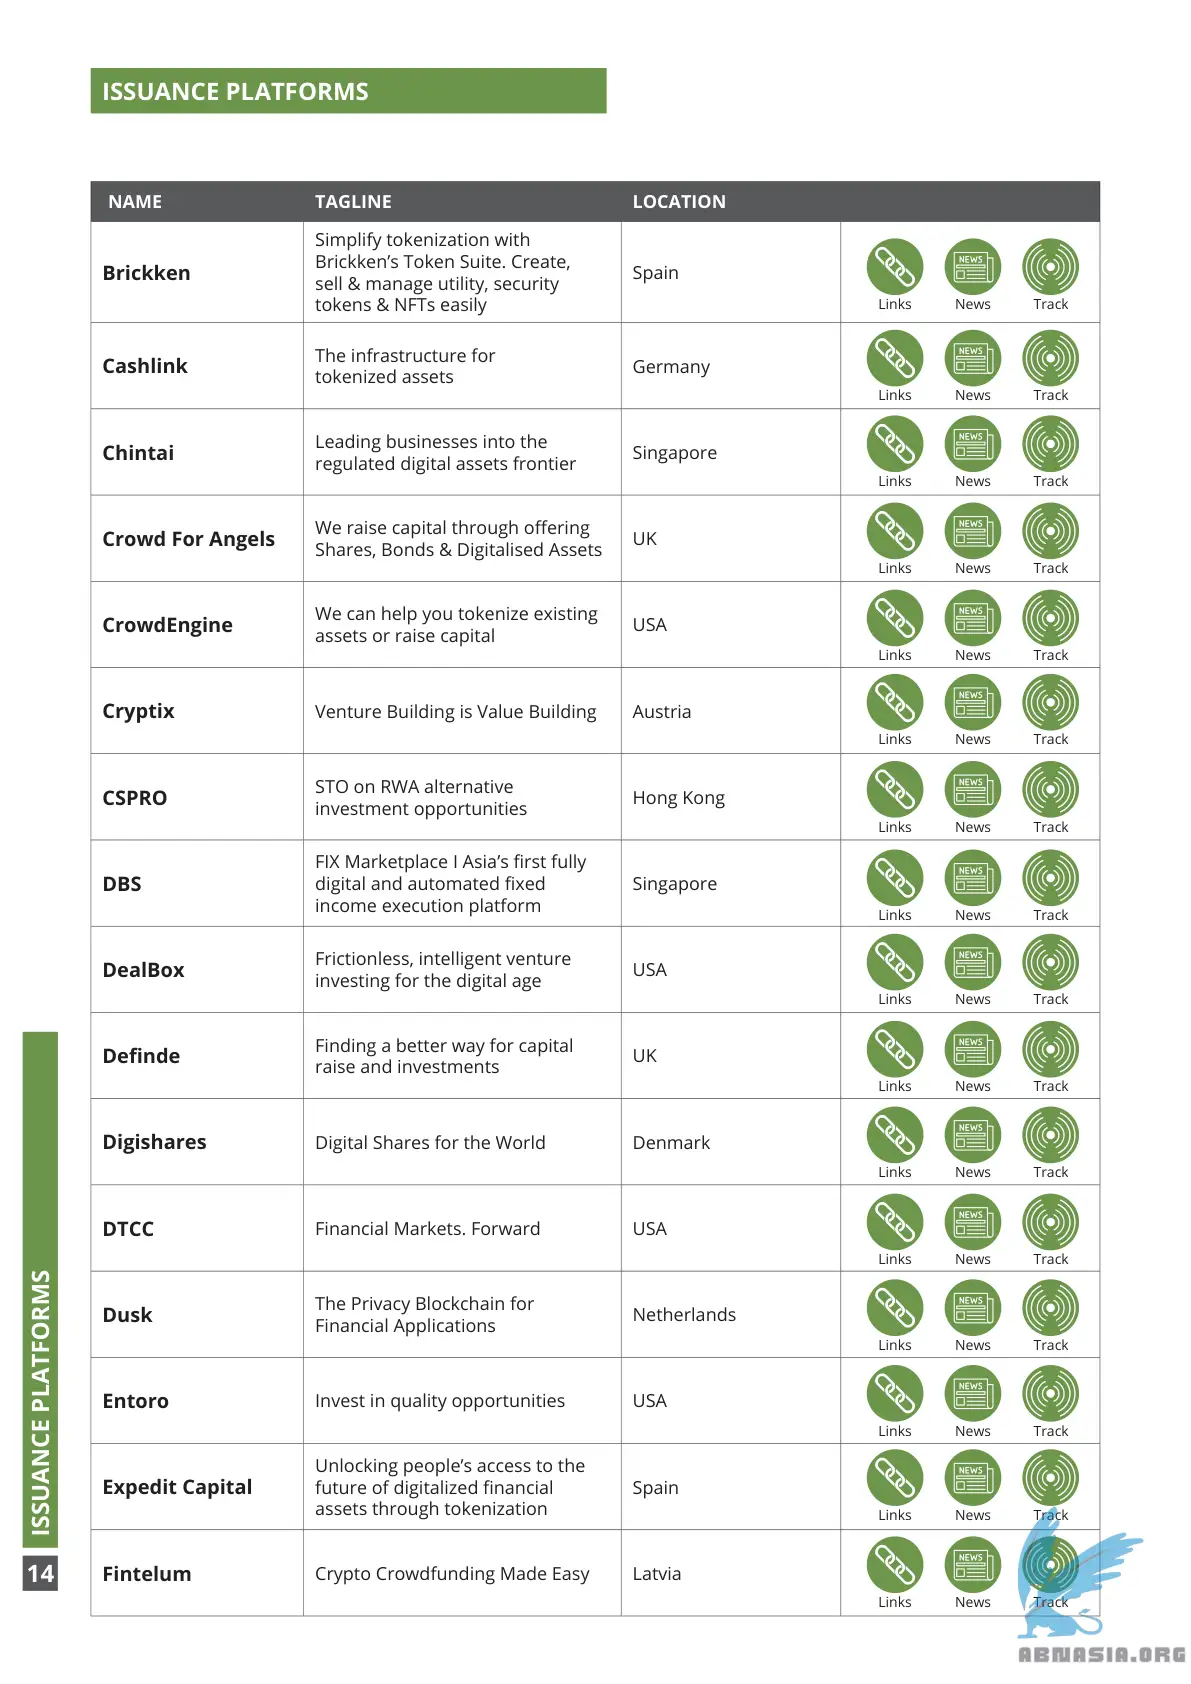 ISSUANCE PLATFORMS
NAME TAGLINE LOCATION
Brickken
Simplify tokenization with
Brickken’s Token Suite. Create,
sell & manage utility, security
tokens & NFTs easily
Spain
NEWS
Links News Track
Cashlink
The infrastructure for
tokenized assets
Germany
NEWS
Links News Track
Chintai
Leading businesses into the
regulated digital assets frontier
Singapore
NEWS
Links News Track
Crowd For Angels
We raise capital through offering
Shares, Bonds & Digitalised Assets
UK
NEWS
Links News Track
CrowdEngine
We can help you tokenize existing
assets or raise capital
USA
NEWS
Links News Track
Cryptix
Venture Building is Value Building
Austria
NEWS
Links News Track
CSPRO
STO on RWA alternative
investment opportunities
Hong Kong
NEWS
Links News Track
DBS
FIX Marketplace I Asia’s first fully
digital and automated fixed
income execution platform
Singapore
NEWS
Links News Track
DealBox
Frictionless, intelligent venture
investing for the digital age
USA
NEWS
Links News Track
Definde
Finding a better way for capital
raise and investments
UK
NEWS
Links News Track
Digishares
Digital Shares for the World
Denmark
NEWS
Links News Track
DTCC
Financial Markets. Forward
USA
NEWS
Links News Track
Dusk
The Privacy Blockchain for
Financial Applications
Netherlands
NEWS
Links News Track
Entoro
Invest in quality opportunities
USA
NEWS
Links News Track
Expedit Capital
Unlocking people’s access to the
future of digitalized financial
assets through tokenization
Spain
NEWS
Links News Track
Fintelum
Crypto Crowdfunding Made Easy
Latvia
NEWS
Links News Track
ISSUANCE PLATFORMS
14
ABNASIA.ORG